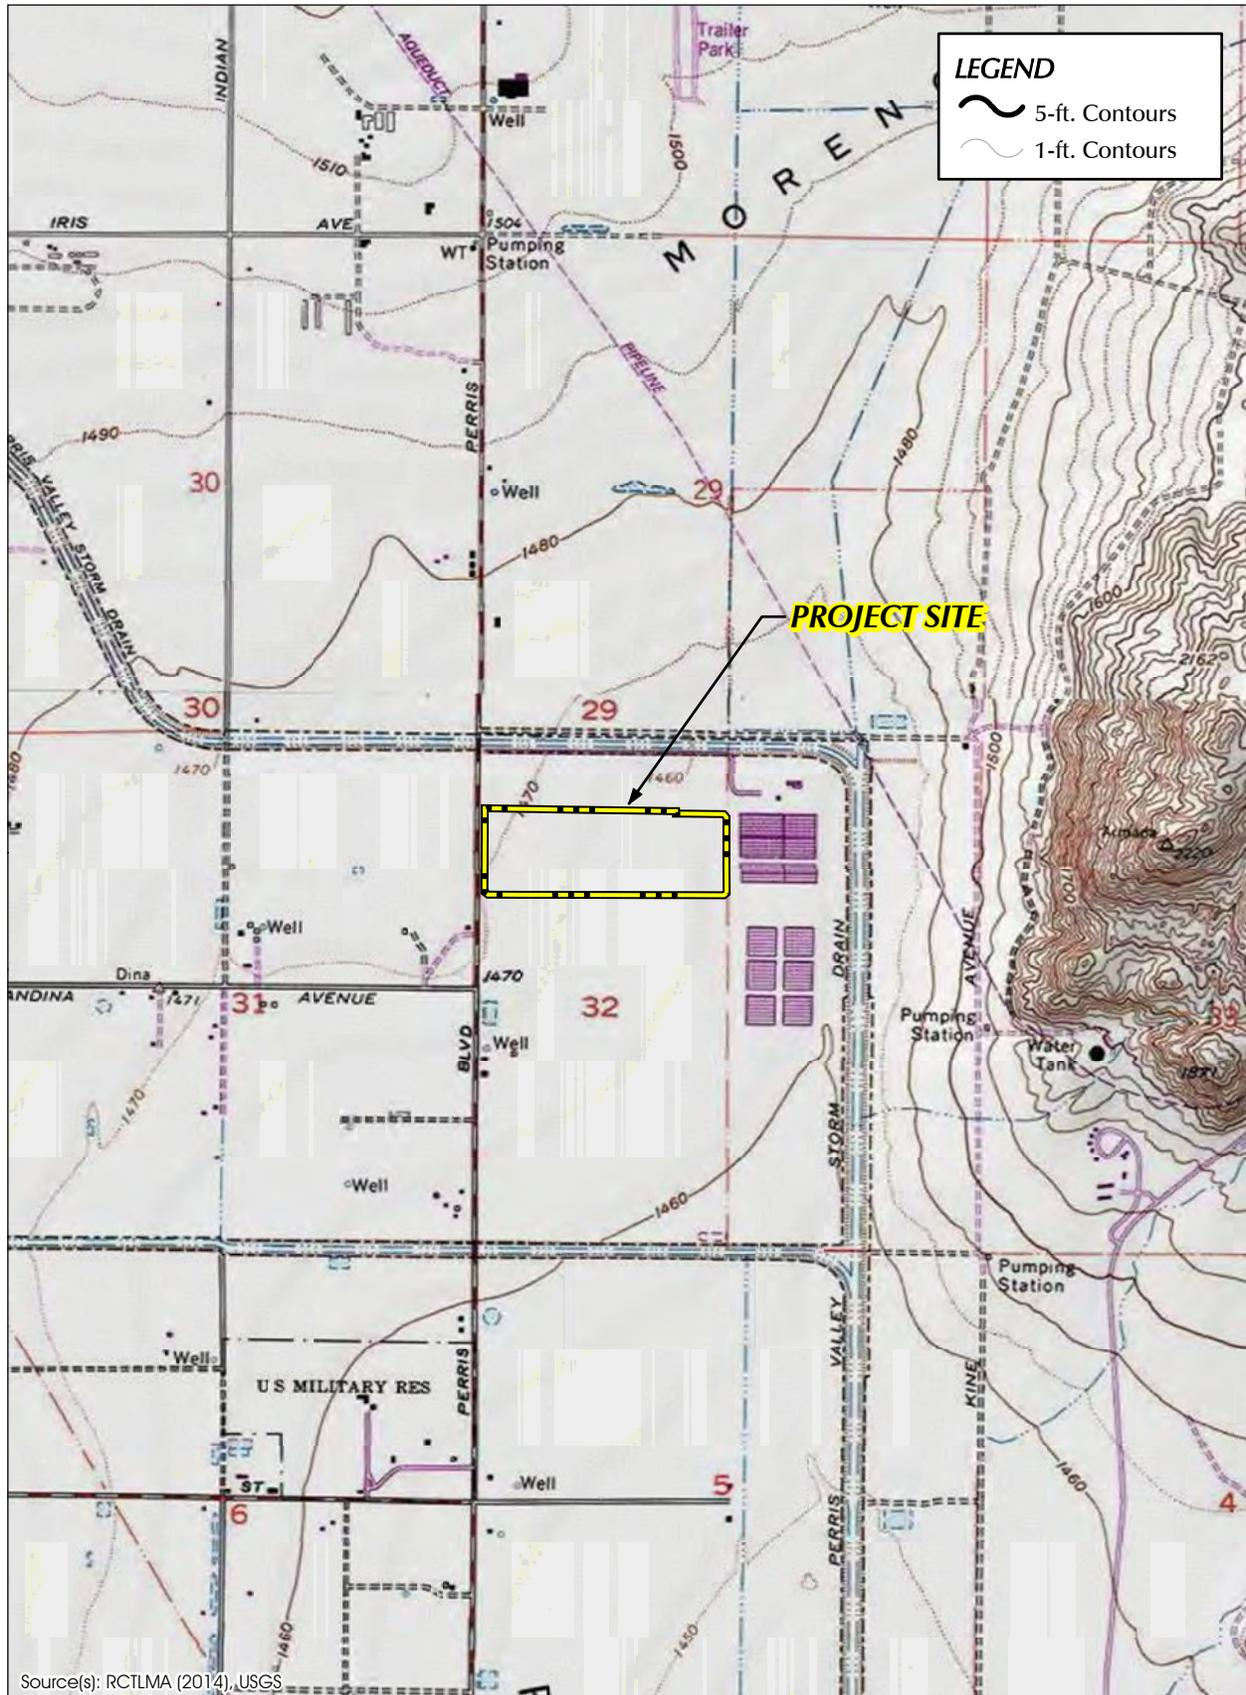 Trailer
Park
AQUEDUCT
INDIAN
LEGEND
5-ft. Contours
1-ft. Contours
Well
1510
1500
MORENO
IRIS
AVE
1504
WT
Pumping
Station
PIPELINE
PERRIS
1490
1480
30
Well
29
1480
VALLEY STORM DRAIN
PROJECT SITE
1600
2162
30
29
1480
1470
1460
1500
1470
Armada
2220
1700
Well
DRAIN
AVENUE
Dina
1470
ANDINA
1471
31
AVENUE
32
Pumping
Station
33
BLVD
Well
Water
Tank
1871
1470
STORM
Well
1460
Pumping
Station
VALLEY
Well
PERRIS
U S MILITARY RES
KINE
Well
5
1460
ST
6
4
PERRIS
1460
1450
Source(s): RCTLMA (2014), USGS